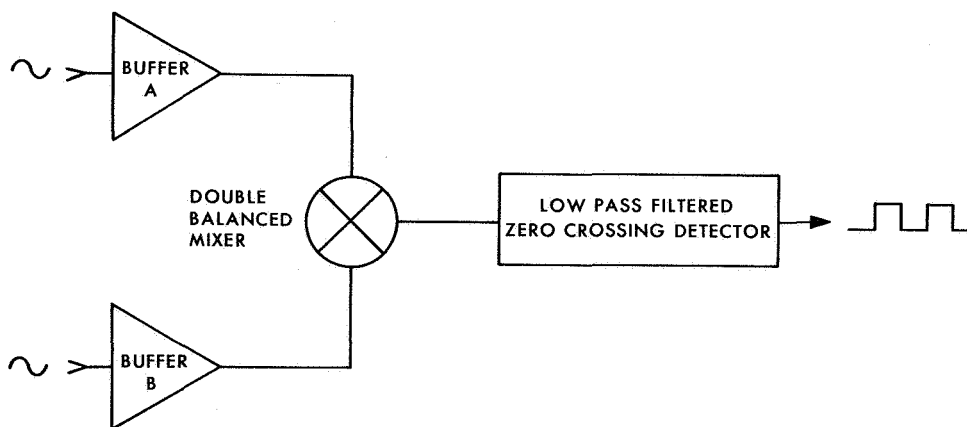 BUFFER
A
DOUBLE
BALANCED
MIXER
LOW PASS FILTERED
ZERO CROSSING DETECTOR
BUFFER
B